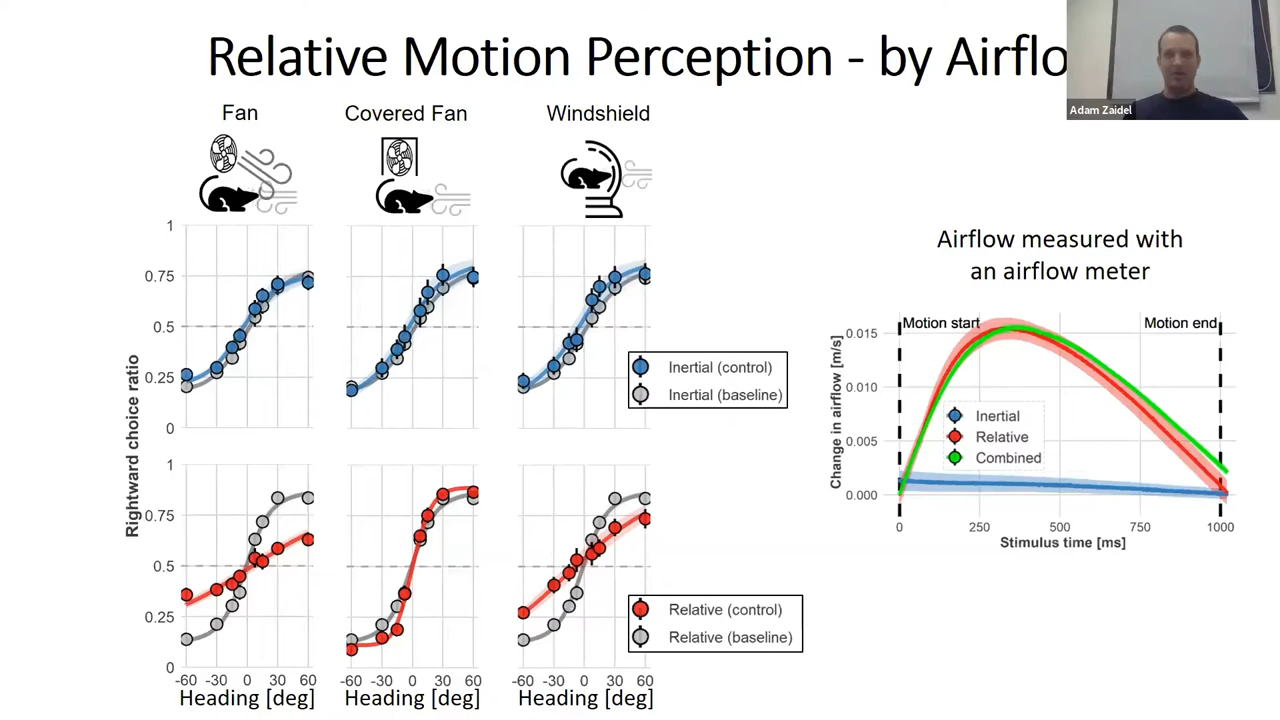 Relative Motion Perception - by Airflo
Adam Zaidel
Fan
Covered Fan
Windshield
Rightward choice ratio
1
0.75
0.5
0.25
0
Inertial (control)
Inertial (baseline)
1
0.75
0.5
0.25
0
Relative (control)
Relative (baseline)
-60 -30 0 30 60
-60 -30 0 30 60
-60 -30 0 30 60
Heading [deg]
Heading [deg]
Heading [deg]
Airflow measured with
an airflow meter
Change in airflow [m/s]
0.015
0.010
0.005
0.000
Motion start
Motion end
Inertial
Relative
Combined
0 250 500 750 1000
Stimulus time [ms]